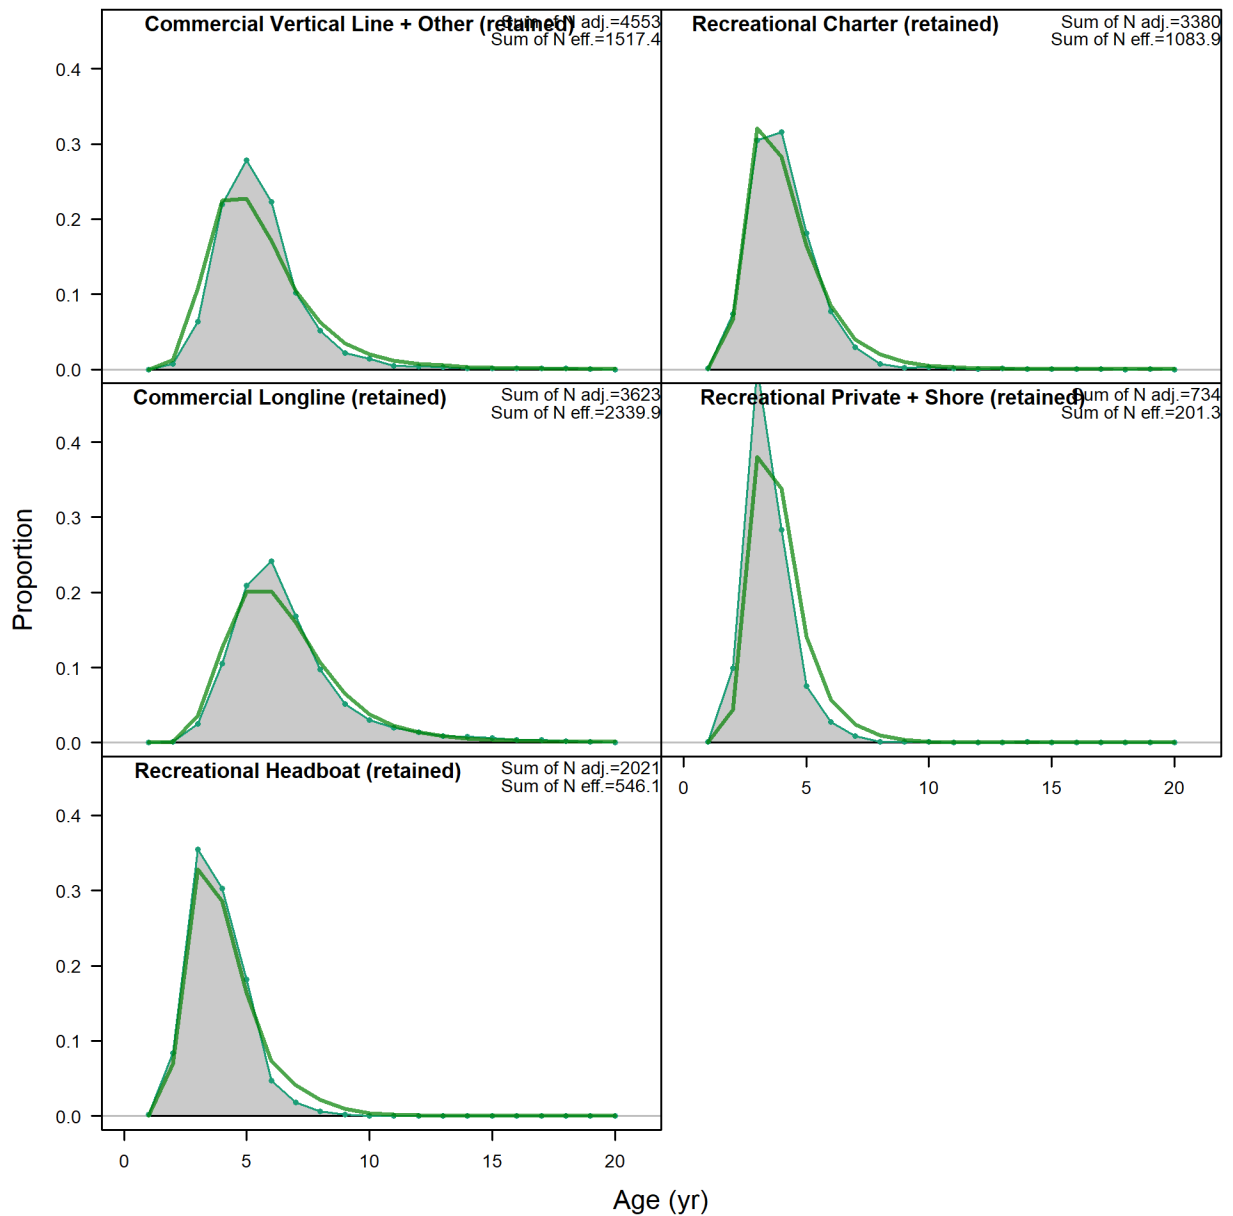 Commercial Vertical Line + Other (retained)
Sum of N adj.=4553
Sum of N eff.=1517.4
Recreational Charter (retained)
Sum of N adj.=3380
Sum of N eff.=1083.9
0.4
0.3
0.2
0.1
0.0
Commercial Longline (retained)
Sum of N adj.=3623
Sum of N eff.=2339.9
Recreational Private + Shore (retained)
Sum of N adj.=734
Sum of N eff.=201.3
0.4
0.3
0.2
0.1
0.0
0 5 10 15 20
Recreational Headboat (retained)
Sum of N adj.=2021
Sum of N eff.=546.1
0.4
0.3
0.2
0.1
0.0
0 5 10 15 20
Proportion
Age (yr)